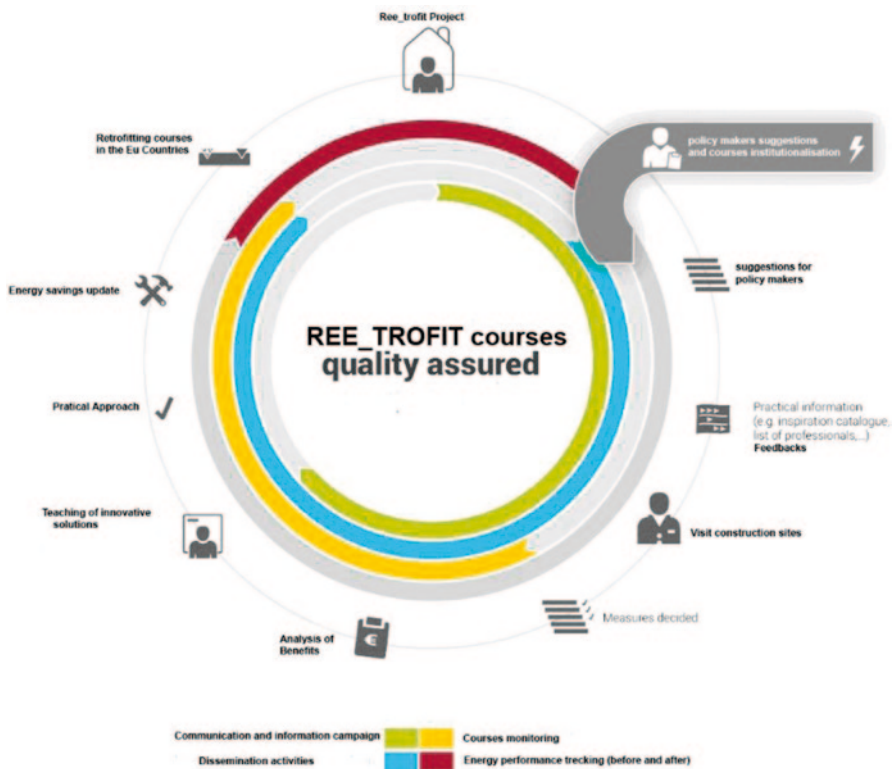 Ree_trofit Project
policy makers suggestions
and courses institutionalisation
Retrofitting courses
in the Eu Countries
suggestions for
policy makers
Energy savings update
REE_TROFIT courses
quality assured
Pratical Approach
Practical information
(e.g. inspiration catalogue,
list of professionals,...)
Feedbacks
Teaching of innovative
solutions
Visit construction sites
Measures decided
Analysis of
Benefits
€
Communication and information campaign
Courses monitoring
Dissemination activities
Energy performance trecking (before and after)